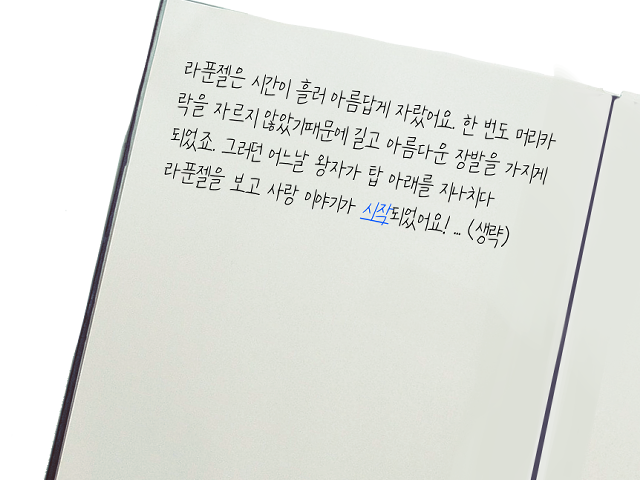 라푼젤은 시간이 흘러 아름답게 자랐어요. 한 번도 머리카
락을 자르지 않았기때문에 길고 아름다운 장발을 가지게
되었죠. 그러던 어느날 왕자가 탑 아래를 지나치다
라푼젤을 보고 사랑 이야기가 시작되었어요! ... (생략)